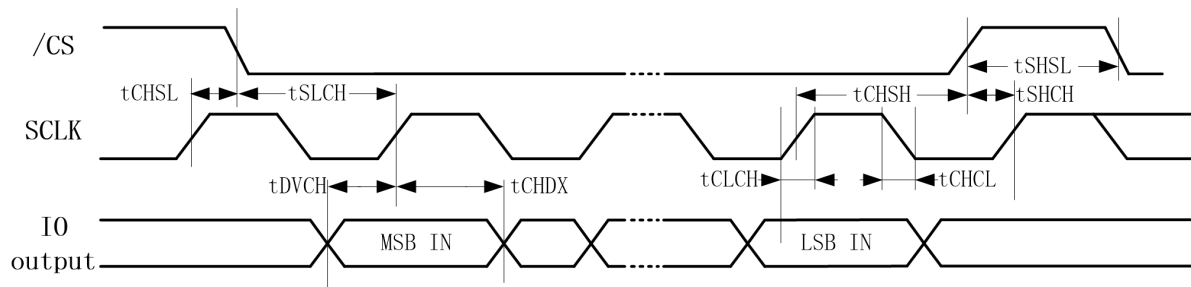 /CS
tSHSL
tCHSL
tSLCH
tCHSH
tSHCH
SCLK
tDVCH
tCHDX
tCLCH
tCHCL
IO
output
MSB IN
LSB IN